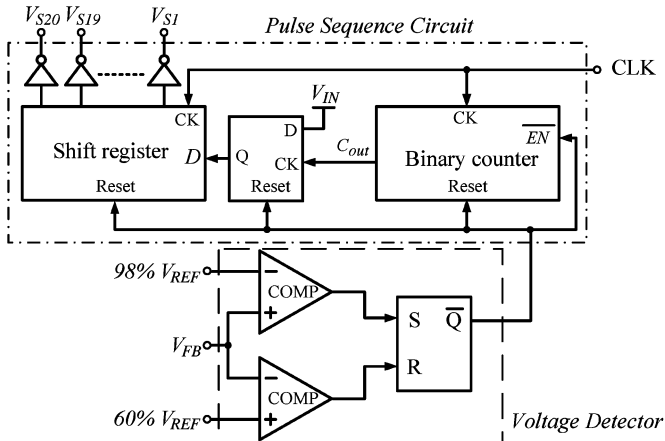 V_S20 V_S19 V_S1
Pulse Sequence Circuit
CLK
CK
Shift register
D
Reset
V_IN
D
Q
CK
Reset
C_out
CK
EN
Binary counter
Reset
98% V_REF
COMP
V_FB
60% V_REF
COMP
S
Q
R
Voltage Detector